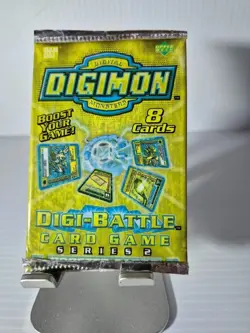 DIGITAL
DIGIMON
MONSTERS
BOOST
YOUR
GAME!
8
Cards
DIGI-BATTLE
CARD GAME
SERIES 2